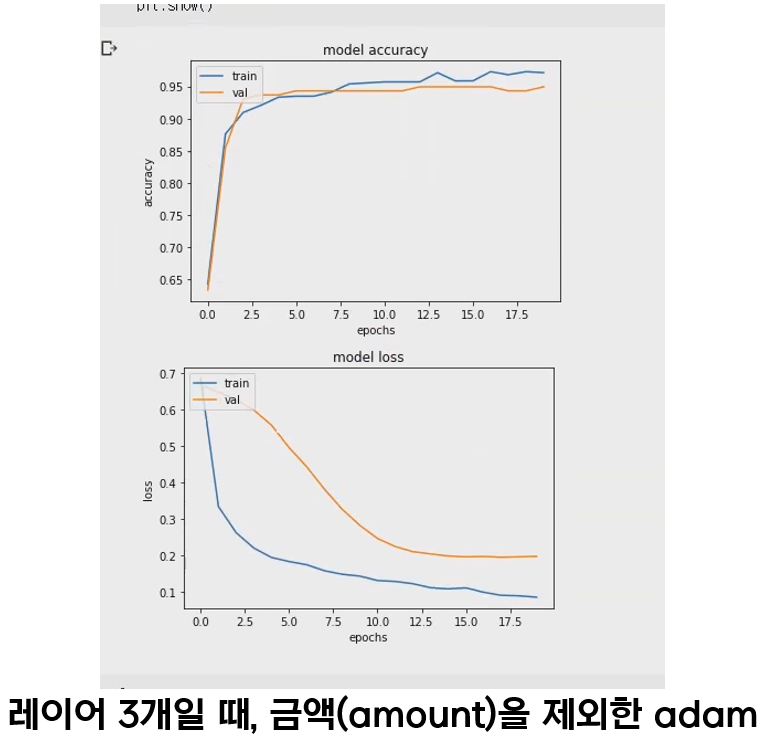 plt.show()
model accuracy
train
val
0.95
0.90
0.85
0.80
0.75
0.70
0.65
accuracy
0.0 2.5 5.0 7.5 10.0 12.5 15.0 17.5
epochs
model loss
train
val
0.7
0.6
0.5
0.4
0.3
0.2
0.1
loss
0.0 2.5 5.0 7.5 10.0 12.5 15.0 17.5
epochs
레이어 3개일 때, 금액(amount)을 제외한 adam